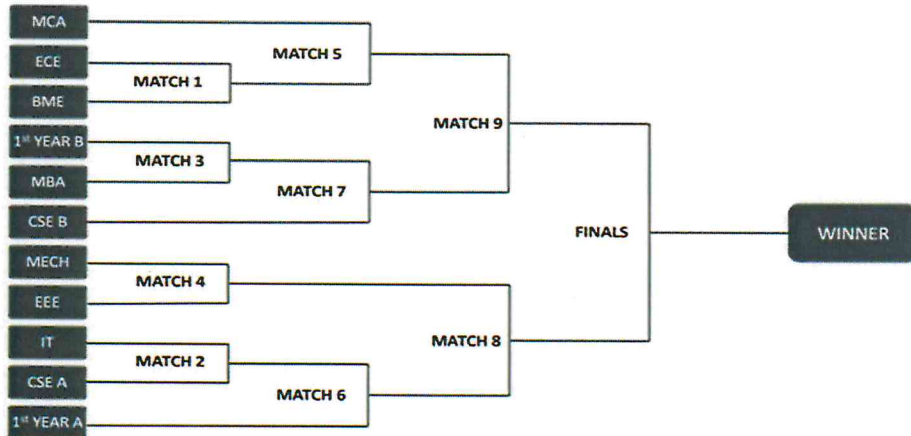 MCA
ECE
BME
1st YEAR B
MBA
CSE B
MECH
EEE
IT
CSE A
1st YEAR A
MATCH 1
MATCH 3
MATCH 4
MATCH 2
MATCH 5
MATCH 7
MATCH 6
MATCH 9
MATCH 8
FINALS
WINNER